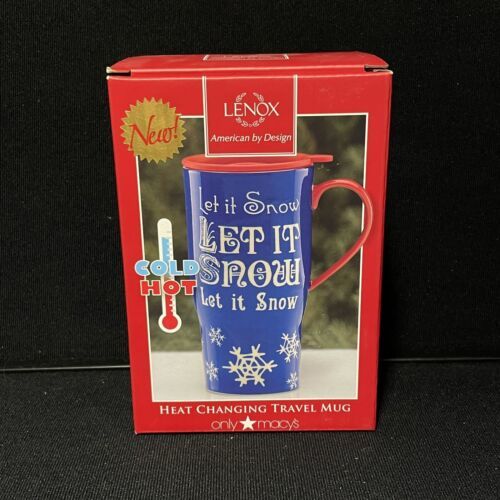 LENOX
American by Design
New!
Let it Snow
LET IT
SNOW
Let it Snow
COLD
HOT
HEAT CHANGING TRAVEL MUG
only macy's